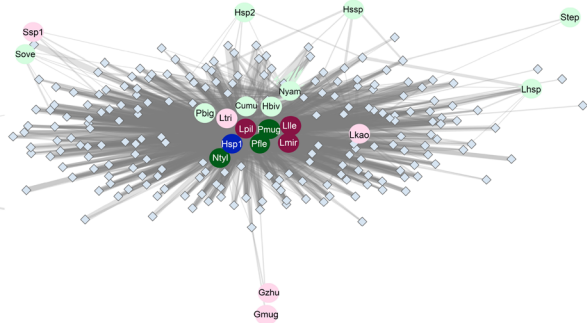 Hsp2
Hssp
Step
Ssp1
Sove
Nyam
Lhsp
Pbig
Cumu
Hbiv
Ltri
Lpil
Pmug
Llle
Lkao
Hsp1
Pfle
Lmir
Ntyl
Gzhu
Gmug